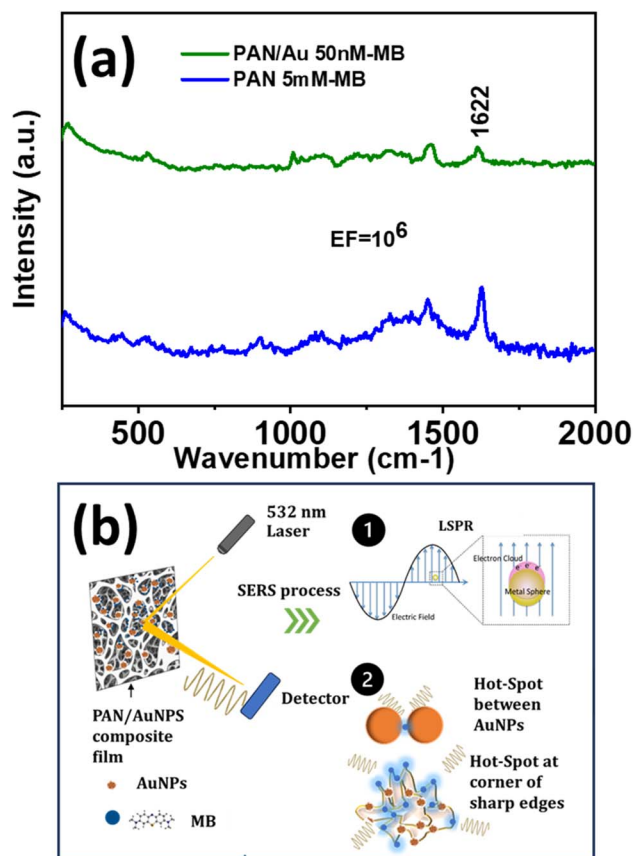 (a)
PAN/Au 50nM-MB
PAN 5mM-MB
1622
EF=10⁶
Intensity (a.u.)
500 1000 1500 2000
Wavenumber (cm-1)
(b)
532 nm
Laser
SERS process
Detector
PAN/AuNPS
composite
film
AuNPs
MB
1
LSPR
Electron Cloud
e⁻ e⁻ e⁻
Metal Sphere
Electric Field
2
Hot-Spot
between
AuNPs
Hot-Spot at
corner of
sharp edges